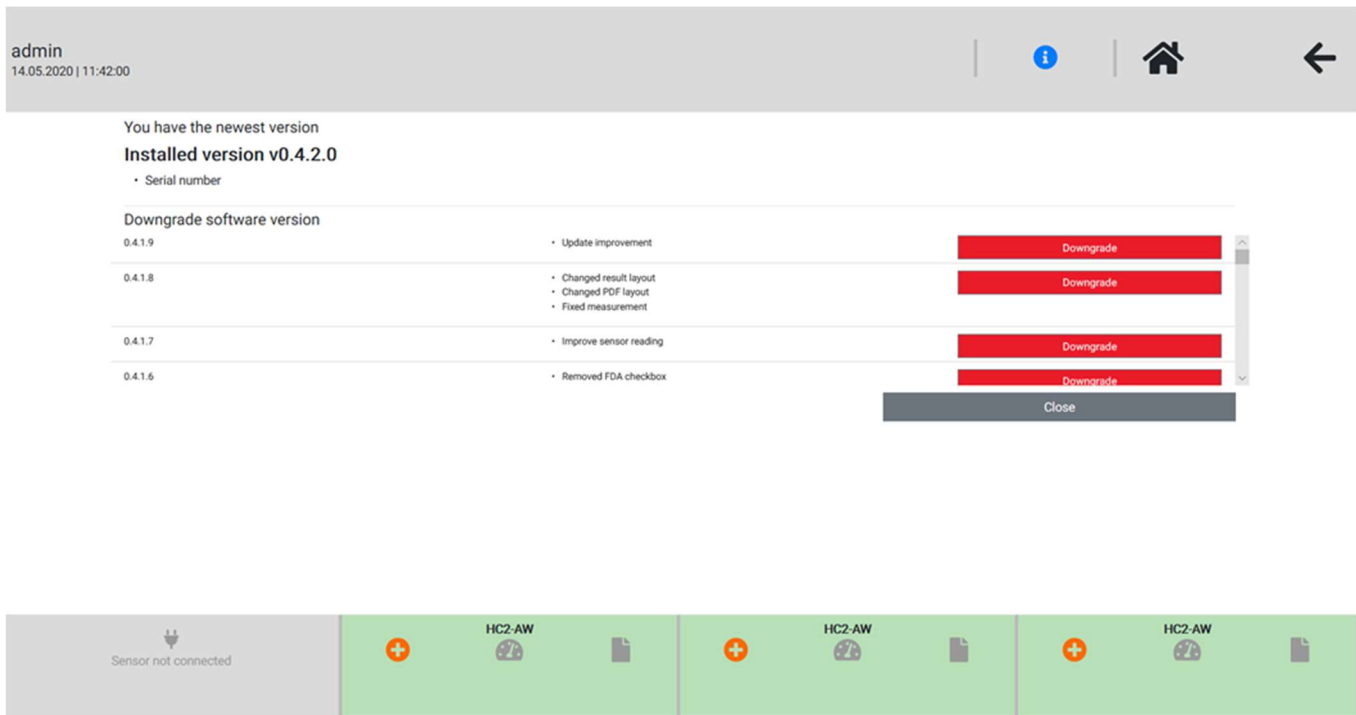 admin
14.05.2020 | 11:42:00
You have the newest version
Installed version v0.4.2.0
• Serial number
Downgrade software version
0.4.1.9 • Update improvement Downgrade
0.4.1.8 • Changed result layout Downgrade
• Changed PDF layout
• Fixed measurement
0.4.1.7 • Improve sensor reading Downgrade
0.4.1.6 • Removed FDA checkbox Downgrade
Close
Sensor not connected
HC2-AW
HC2-AW
HC2-AW